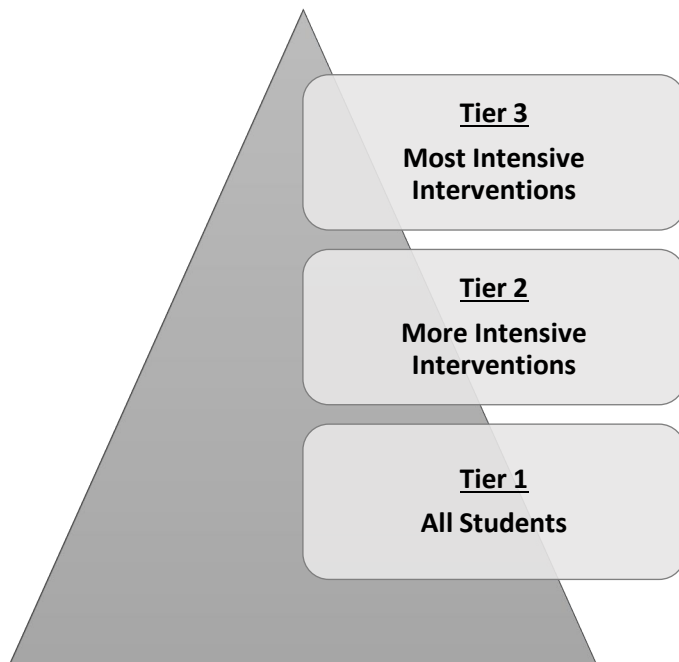 Tier 3
Most Intensive
Interventions
Tier 2
More Intensive
Interventions
Tier 1
All Students